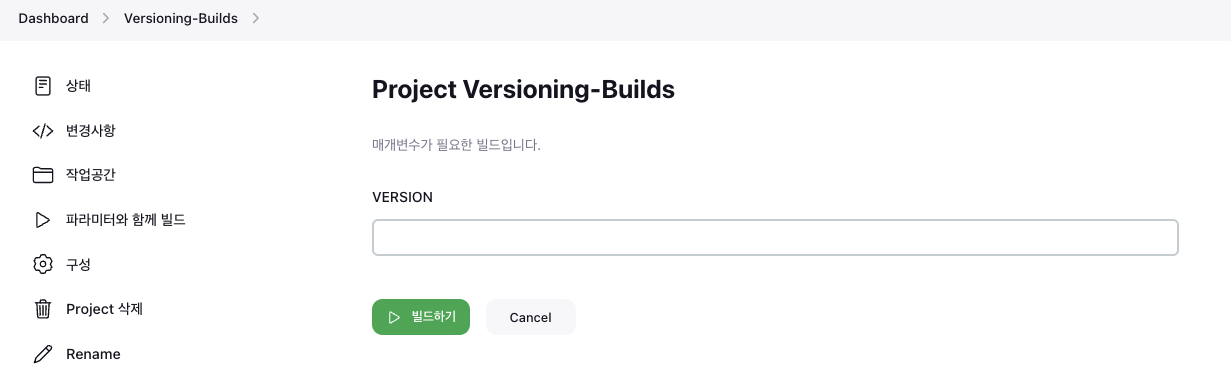 Dashboard
Versioning-Builds
상태
변경사항
작업공간
파라미터와 함께 빌드
구성
Project 삭제
Rename
Project Versioning-Builds
매개변수가 필요한 빌드입니다.
VERSION
빌드하기
Cancel